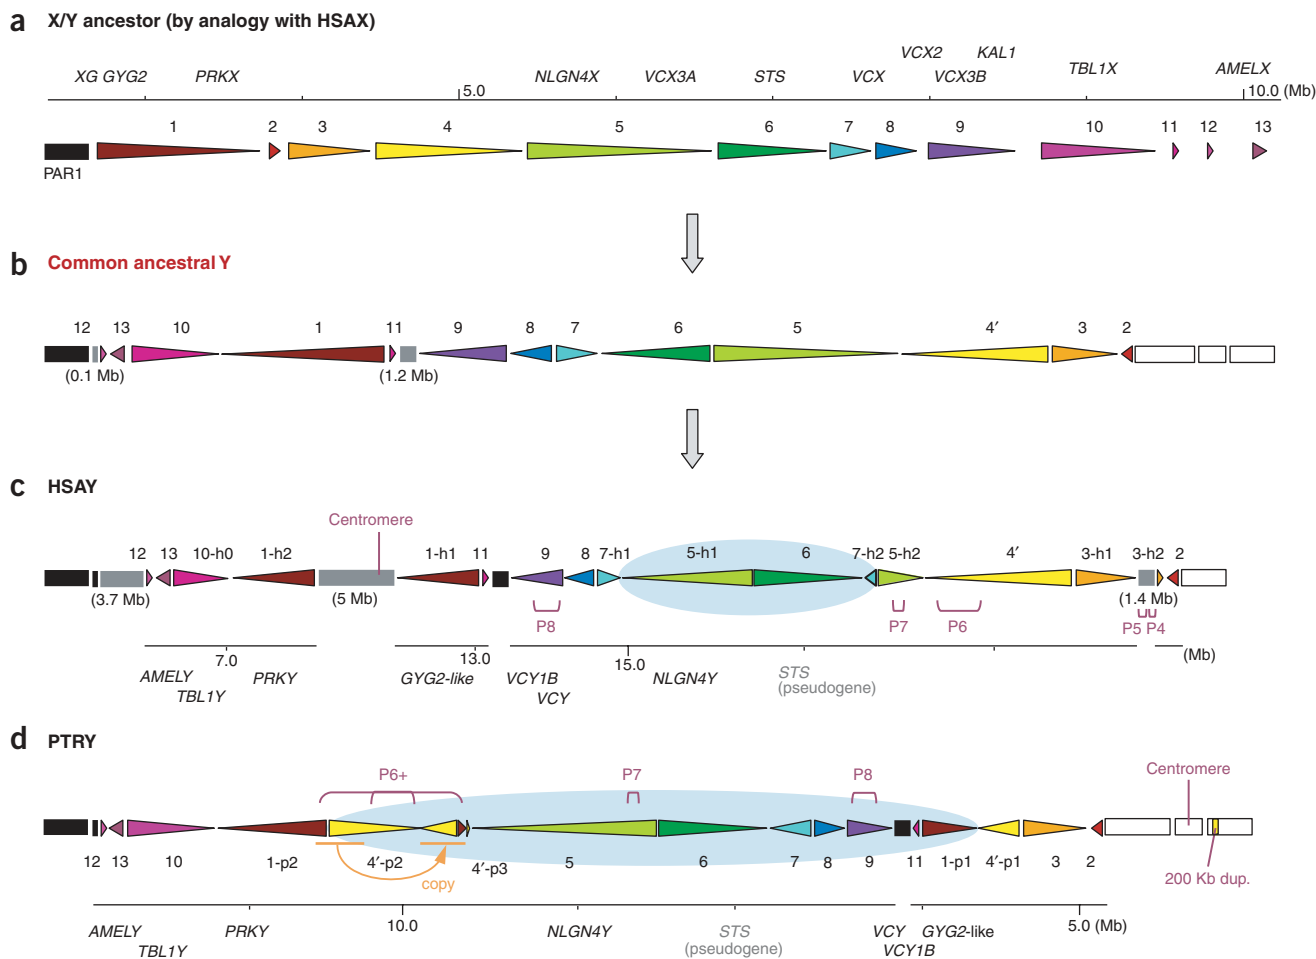 a X/Y ancestor (by analogy with HSAX)
VCX2 KAL1
XG GYG2 PRKX NLGN4X VCX3A STS VCX VCX3B TBL1X AMELX
5.0 10.0 (Mb)
1 2 3 4 5 6 7 8 9 10 11 12 13
PAR1
b Common ancestral Y
12 13 10 1 11 9 8 7 6 5 4′ 3 2
(0.1 Mb) (1.2 Mb)
c HSAY
Centromere
12 13 10-h0 1-h2 1-h1 11 9 8 7-h1 5-h1 6 7-h2 5-h2 4′ 3-h1 3-h2 2
(3.7 Mb) (5 Mb) (1.4 Mb)
P8 P7 P6 P5 P4
7.0 13.0 15.0 (Mb)
AMELY PRKY GYG2-like VCY1B NLGN4Y STS
TBL1Y VCY (pseudogene)
d PTRY
P6+ P7 P8 Centromere
12 13 10 1-p2 4′-p2 4′-p3 5 6 7 8 9 11 1-p1 4′-p1 3 2
copy 200 Kb dup.
10.0 5.0 (Mb)
AMELY PRKY NLGN4Y STS VCY GYG2-like
TBL1Y (pseudogene) VCY1B